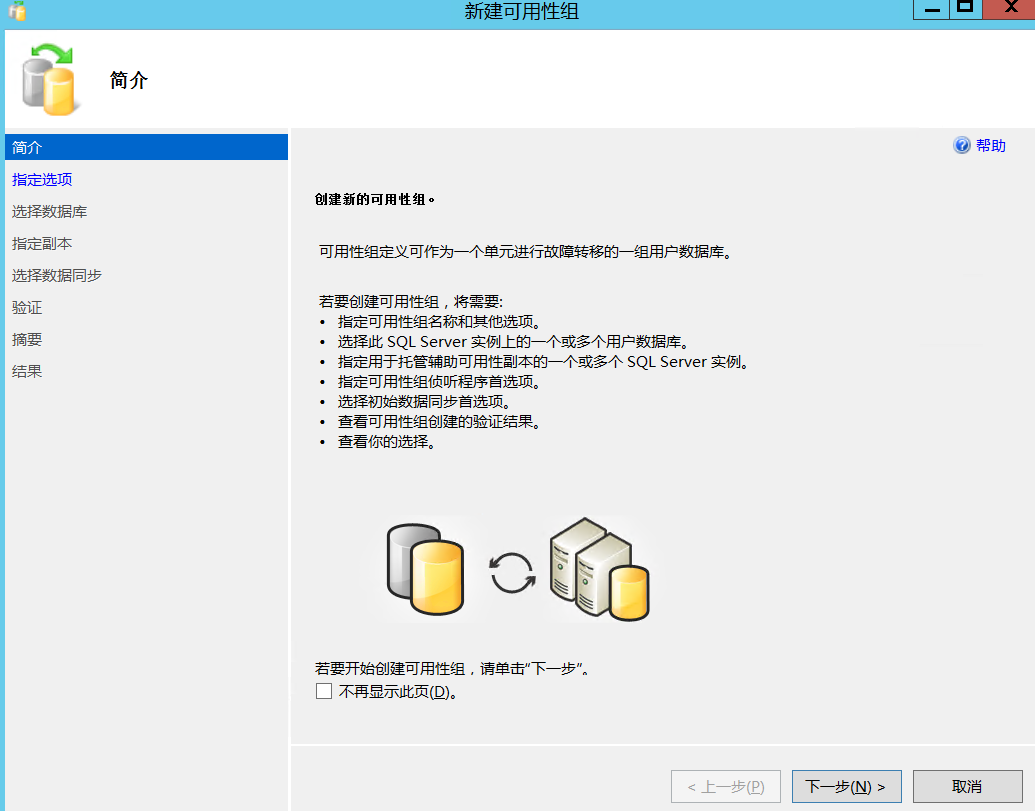 新建可用性组
简介
简介
指定选项
选择数据库
指定副本
选择数据同步
验证
摘要
结果
帮助
创建新的可用性组。
可用性组定义可作为一个单元进行故障转移的一组用户数据库。
若要创建可用性组，将需要:
• 指定可用性组名称和其他选项。
• 选择此 SQL Server 实例上的一个或多个用户数据库。
• 指定用于托管辅助可用性副本的一个或多个 SQL Server 实例。
• 指定可用性组侦听程序首选项。
• 选择初始数据同步首选项。
• 查看可用性组创建的验证结果。
• 查看你的选择。
若要开始创建可用性组，请单击“下一步”。
不再显示此页(D)。
< 上一步(P)
下一步(N) >
取消